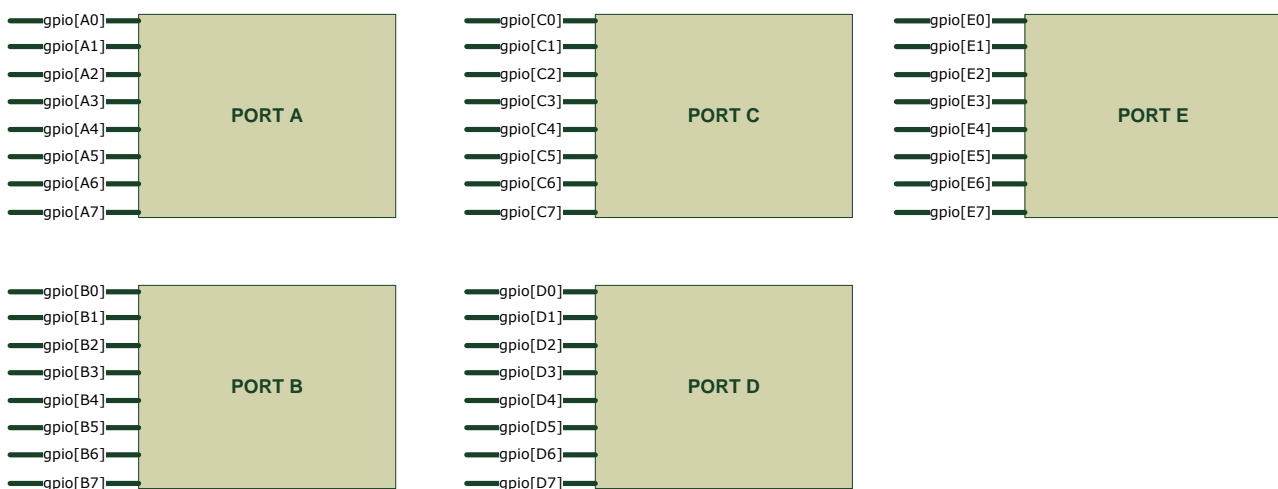 gpio[A0]
gpio[A1]
gpio[A2]
gpio[A3]
gpio[A4]
gpio[A5]
gpio[A6]
gpio[A7]
PORT A
gpio[C0]
gpio[C1]
gpio[C2]
gpio[C3]
gpio[C4]
gpio[C5]
gpio[C6]
gpio[C7]
PORT C
gpio[E0]
gpio[E1]
gpio[E2]
gpio[E3]
gpio[E4]
gpio[E5]
gpio[E6]
gpio[E7]
PORT E
gpio[B0]
gpio[B1]
gpio[B2]
gpio[B3]
gpio[B4]
gpio[B5]
gpio[B6]
gpio[B7]
PORT B
gpio[D0]
gpio[D1]
gpio[D2]
gpio[D3]
gpio[D4]
gpio[D5]
gpio[D6]
gpio[D7]
PORT D